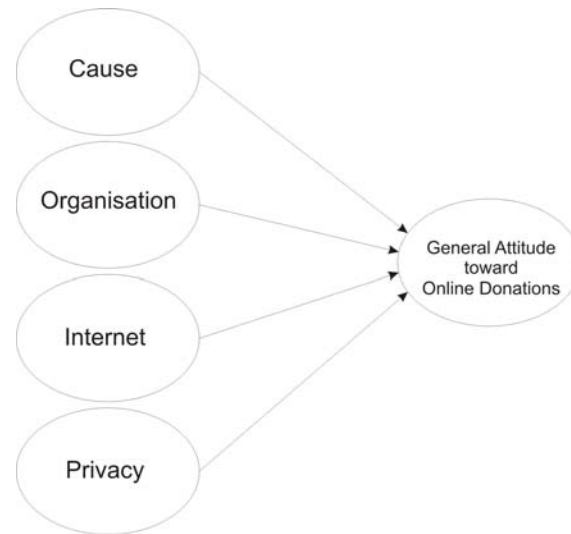 Cause
Organisation
Internet
Privacy
General Attitude
toward
Online Donations